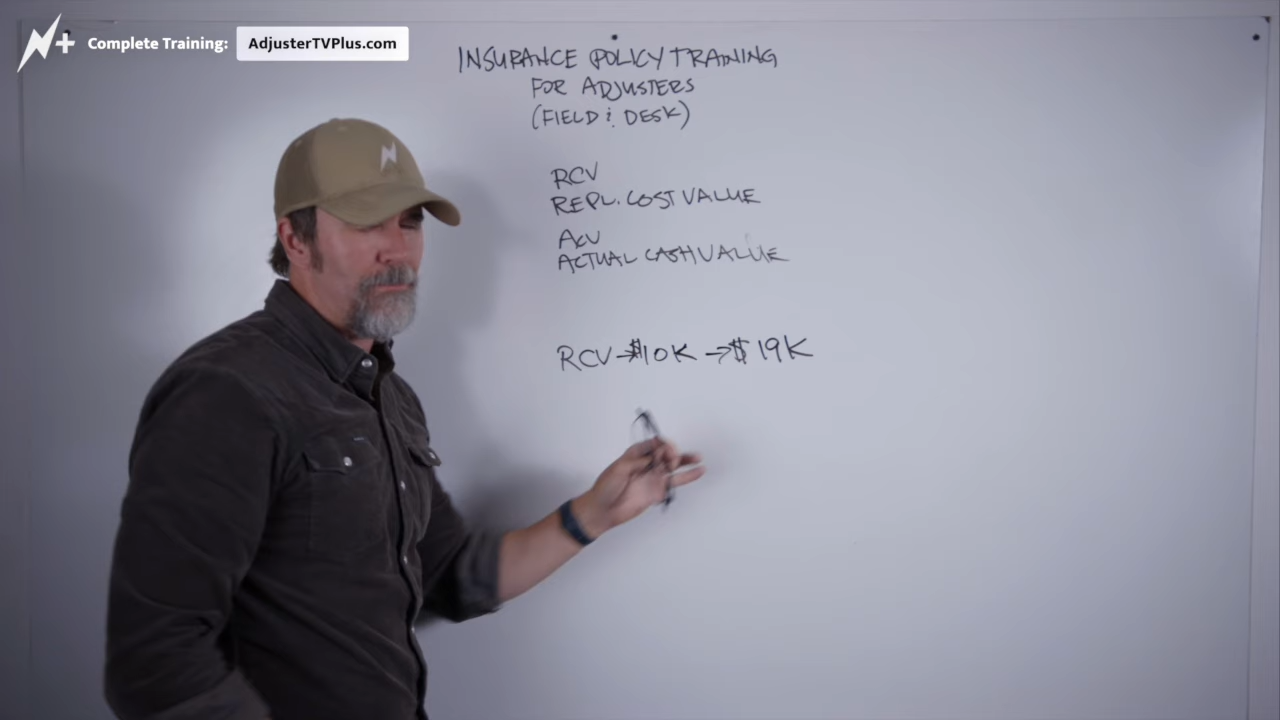 Complete Training: AdjusterTVPlus.com
INSURANCE POLICY TRAINING
FOR ADJUSTERS
(FIELD & DESK)
RCV
REPL. COST VALUE
ACV
ACTUAL CASH VALUE
RCV → $10K → $19K